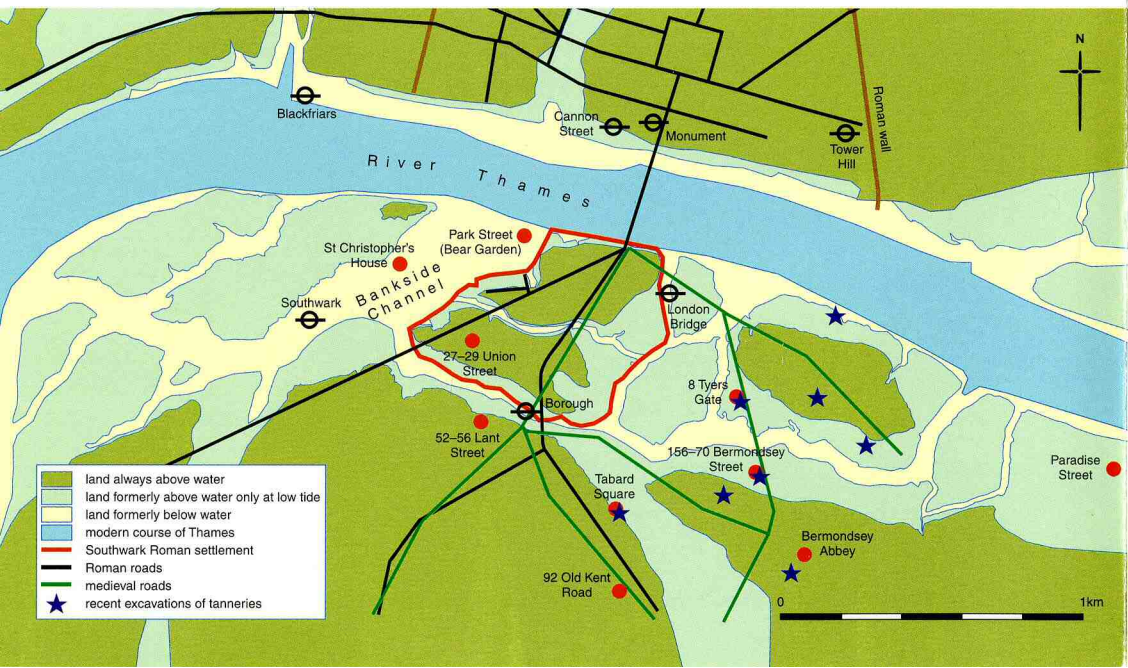 N
Blackfriars
Cannon
Street
Monument
Tower
Hill
Roman wall
River Thames
Park Street
(Bear Garden)
St Christopher's
House
Bankside
Channel
Southwark
London
Bridge
27–29 Union
Street
8 Tyers
Gate
Borough
52–56 Lant
Street
156–70 Bermondsey
Street
Paradise
Street
Tabard
Square
Bermondsey
Abbey
92 Old Kent
Road
land always above water
land formerly above water only at low tide
land formerly below water
modern course of Thames
Southwark Roman settlement
Roman roads
medieval roads
recent excavations of tanneries
0 1km